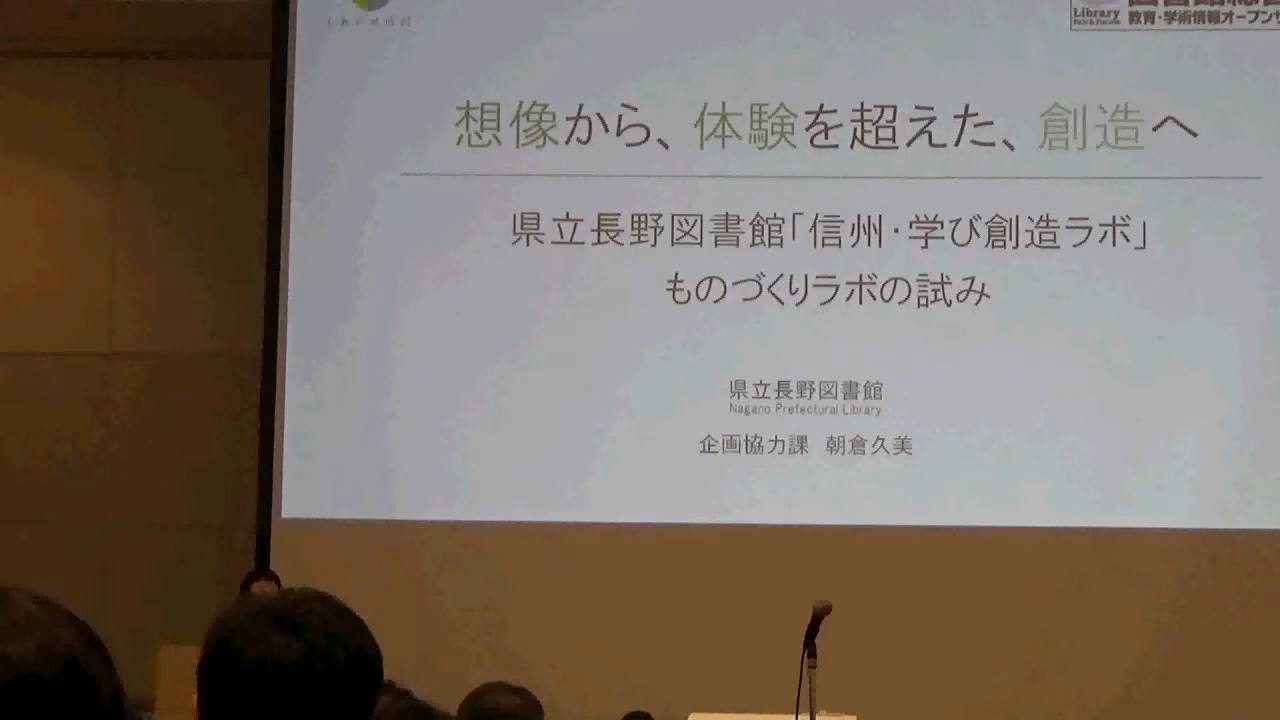 Library
教育・学術情報オープンサ
想像から、体験を超えた、創造へ
県立長野図書館「信州・学び創造ラボ」
ものづくりラボの試み
県立長野図書館
Nagano Prefectural Library
企画協力課 朝倉久美